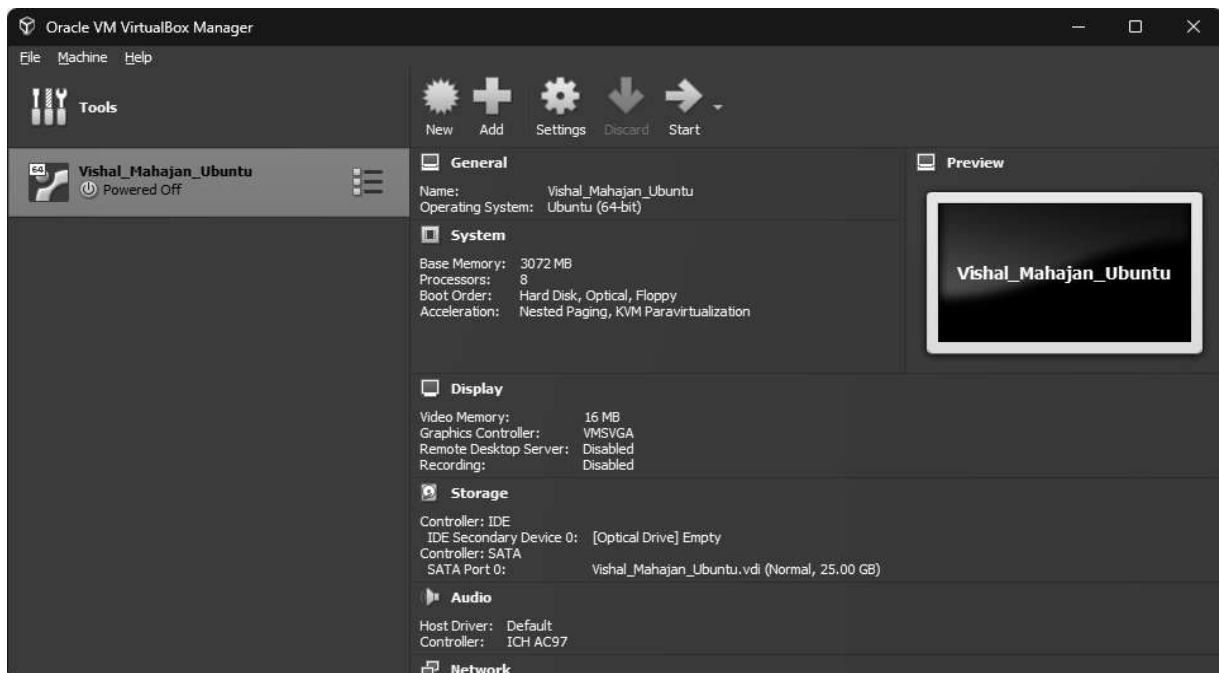 Oracle VM VirtualBox Manager
File Machine Help
Tools
New Add Settings Discard Start
64
Vishal_Mahajan_Ubuntu
Powered Off
General
Name: Vishal_Mahajan_Ubuntu
Operating System: Ubuntu (64-bit)
System
Base Memory: 3072 MB
Processors: 8
Boot Order: Hard Disk, Optical, Floppy
Acceleration: Nested Paging, KVM Paravirtualization
Preview
Vishal_Mahajan_Ubuntu
Display
Video Memory: 16 MB
Graphics Controller: VMSVGA
Remote Desktop Server: Disabled
Recording: Disabled
Storage
Controller: IDE
IDE Secondary Device 0: [Optical Drive] Empty
Controller: SATA
SATA Port 0: Vishal_Mahajan_Ubuntu.vdi (Normal, 25.00 GB)
Audio
Host Driver: Default
Controller: ICH AC97
Network